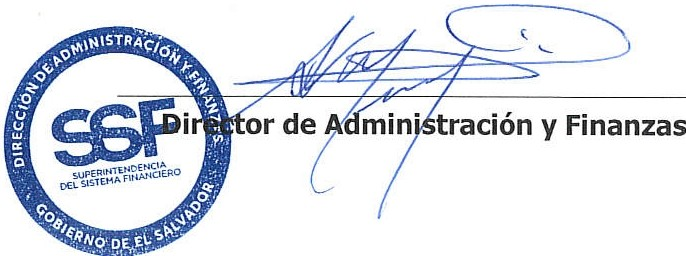 DIRECCIÓN DE ADMINISTRACIÓN Y FINANZAS
SSF
SUPERINTENDENCIA
DEL SISTEMA FINANCIERO
GOBIERNO DE EL SALVADOR
Director de Administración y Finanzas